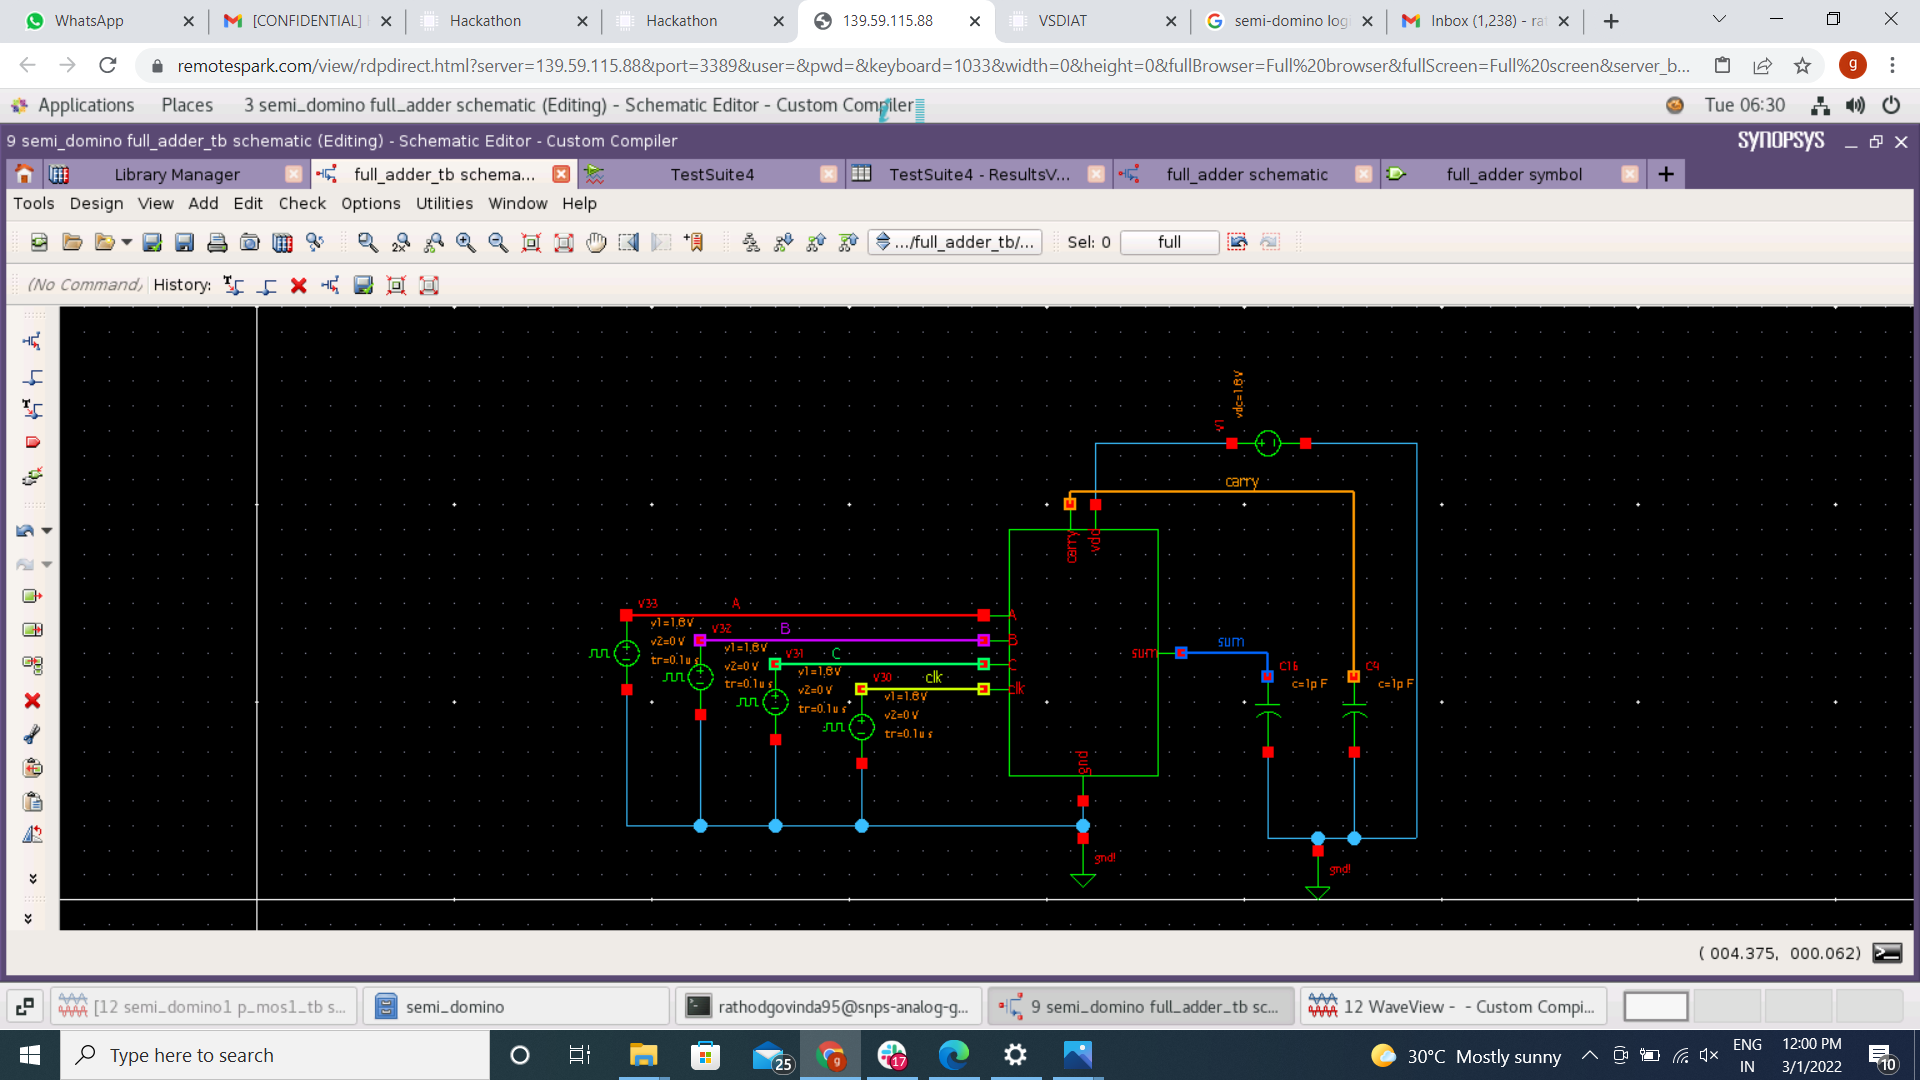 WhatsApp
[CONFIDENTIAL]
Hackathon
Hackathon
139.59.115.88
VSDIAT
semi-domino log
Inbox (1,238) - rat
remotespark.com/view/rdpdirect.html?server=139.59.115.88&port=3389&user=&pwd=&keyboard=1033&width=0&height=0&fullBrowser=Full%20browser&fullScreen=Full%20screen&server_b...
g
Applications Places 3 semi_domino full_adder schematic (Editing) - Schematic Editor - Custom Compiler
Tue 06:30
9 semi_domino full_adder_tb schematic (Editing) - Schematic Editor - Custom Compiler
SYNOPSYS
Library Manager
full_adder_tb schema...
TestSuite4
TestSuite4 - ResultsV...
full_adder schematic
full_adder symbol
Tools Design View Add Edit Check Options Utilities Window Help
2X
.../full_adder_tb/...
Sel: 0
full
(No Command) History:
vdc=1.8V
V1
carry
carry
vdc
V33
A
A
v1=1.8V
v2=0V
tr=0.1us
V32
B
B
v1=1.8V
v2=0V
tr=0.1us
V31
C
C
v1=1.8V
v2=0V
tr=0.1us
V30
clk
clk
v1=1.8V
v2=0V
tr=0.1us
sum
sum
C16
c=1pF
C4
c=1pF
gnd
gnd!
gnd!
( 004.375, 000.062)
[12 semi_domino1 p_mos1_tb s...
semi_domino
rathodgovinda95@snps-analog-g...
9 semi_domino full_adder_tb sc...
12 WaveView - - Custom Compi...
Type here to search
25
g
17
30°C Mostly sunny
ENG
IN
12:00 PM
3/1/2022
10